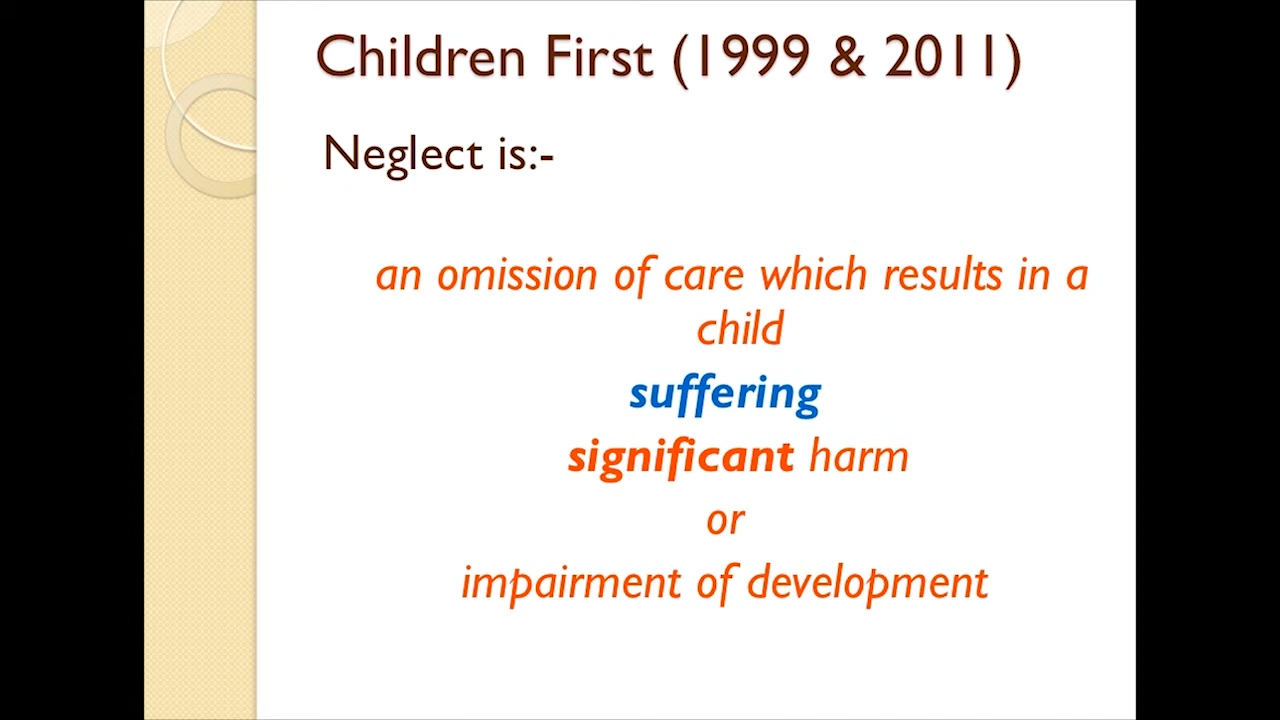 Children First (1999 & 2011)
Neglect is:-
an omission of care which results in a
child
suffering
significant harm
or
impairment of development